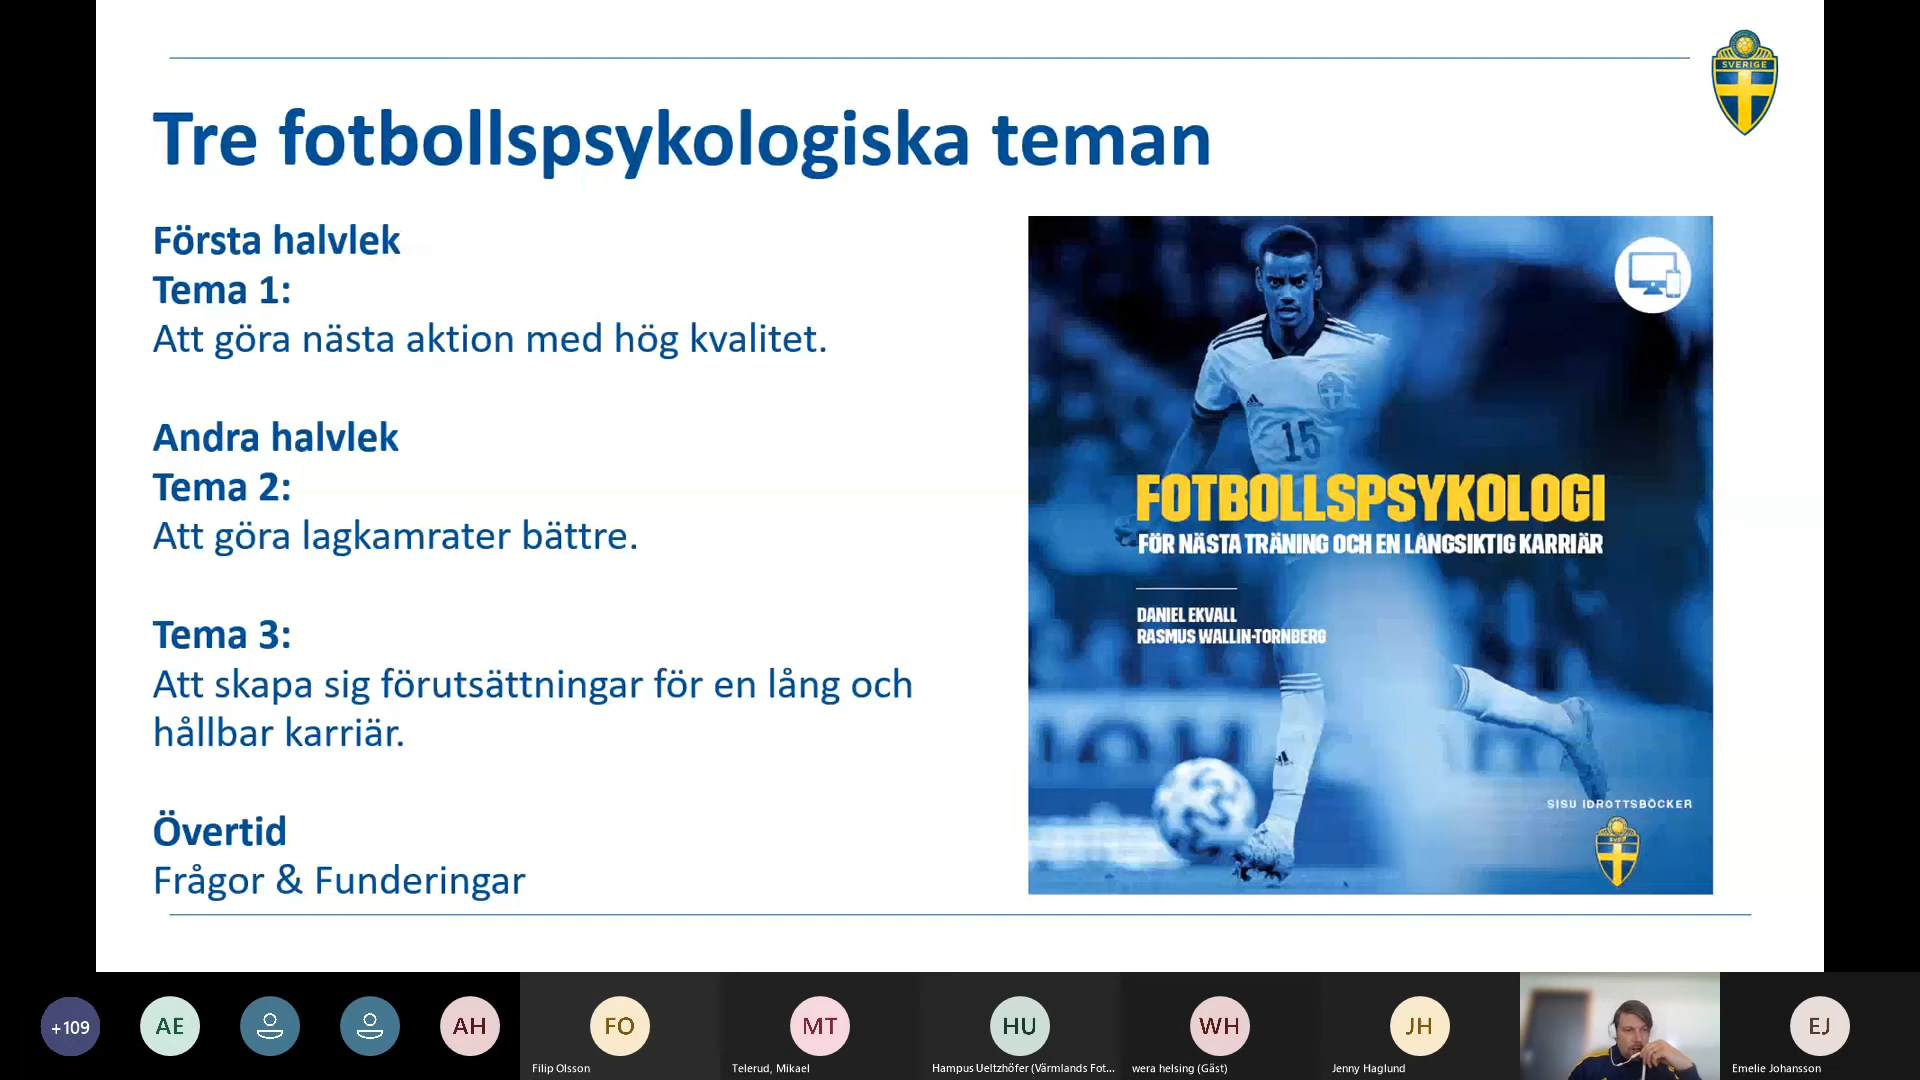 SVERIGE
Tre fotbollspsykologiska teman
Första halvlek
Tema 1:
Att göra nästa aktion med hög kvalitet.
Andra halvlek
Tema 2:
Att göra lagkamrater bättre.
Tema 3:
Att skapa sig förutsättningar för en lång och
hållbar karriär.
Övertid
Frågor & Funderingar
15
FOTBOLLSPSYKOLOGI
FÖR NÄSTA TRÄNING OCH EN LÅNGSIKTIG KARRIÄR
DANIEL EKVALL
RASMUS WALLIN-TORNBERG
SISU IDROTTSBÖCKER
+109
AE
AH
FO
MT
HU
WH
JH
EJ
Filip Olsson
Telerud, Mikael
Hampus Ueltzhöfer (Värmlands Fot...
wera helsing (Gäst)
Jenny Haglund
Emelie Johansson